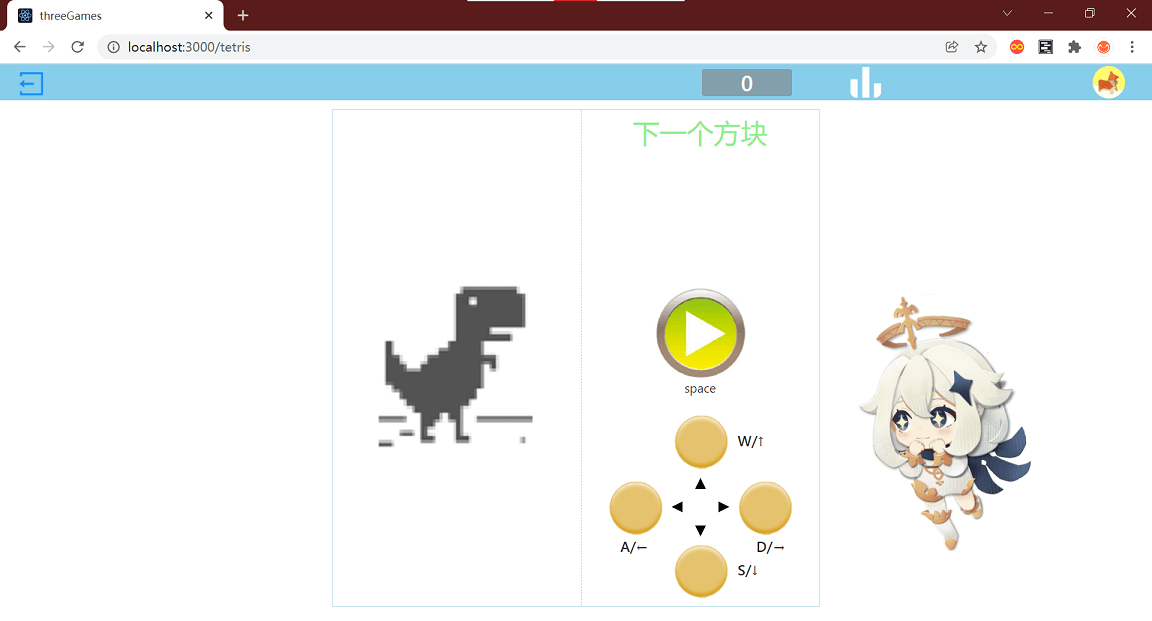 threeGames
localhost:3000/tetris
0
下一个方块
space
W/↑
A/←
D/→
S/↓